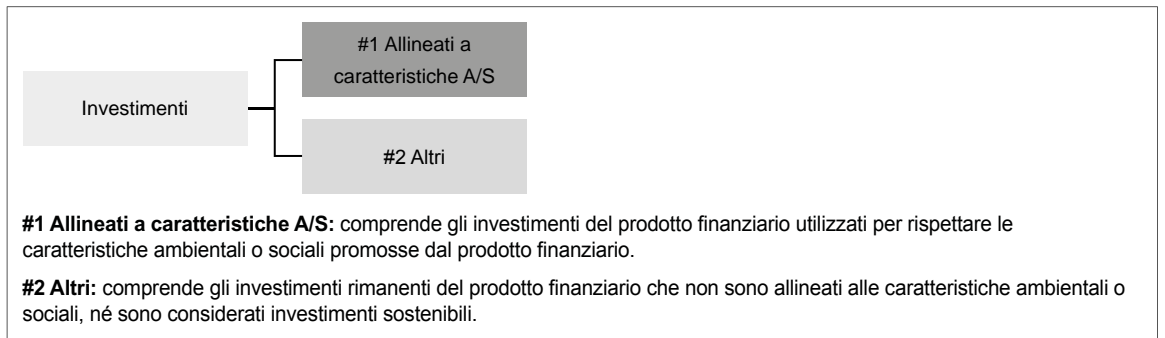 #1 Allineati a
caratteristiche A/S
Investimenti
#2 Altri
#1 Allineati a caratteristiche A/S: comprende gli investimenti del prodotto finanziario utilizzati per rispettare le
caratteristiche ambientali o sociali promosse dal prodotto finanziario.
#2 Altri: comprende gli investimenti rimanenti del prodotto finanziario che non sono allineati alle caratteristiche ambientali o
sociali, né sono considerati investimenti sostenibili.